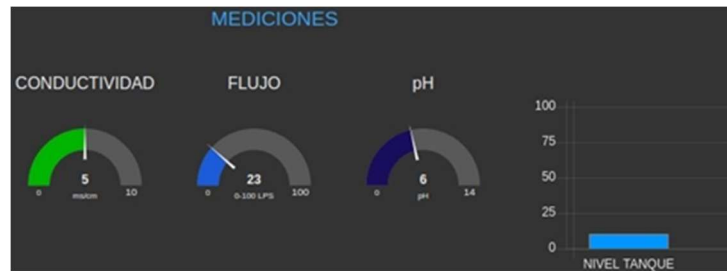 MEDICIONES
CONDUCTIVIDAD
5
ms/cm
0
10
FLUJO
23
0-100 LPS
0
100
pH
6
pH
0
14
100
75
50
25
0
NIVEL TANQUE